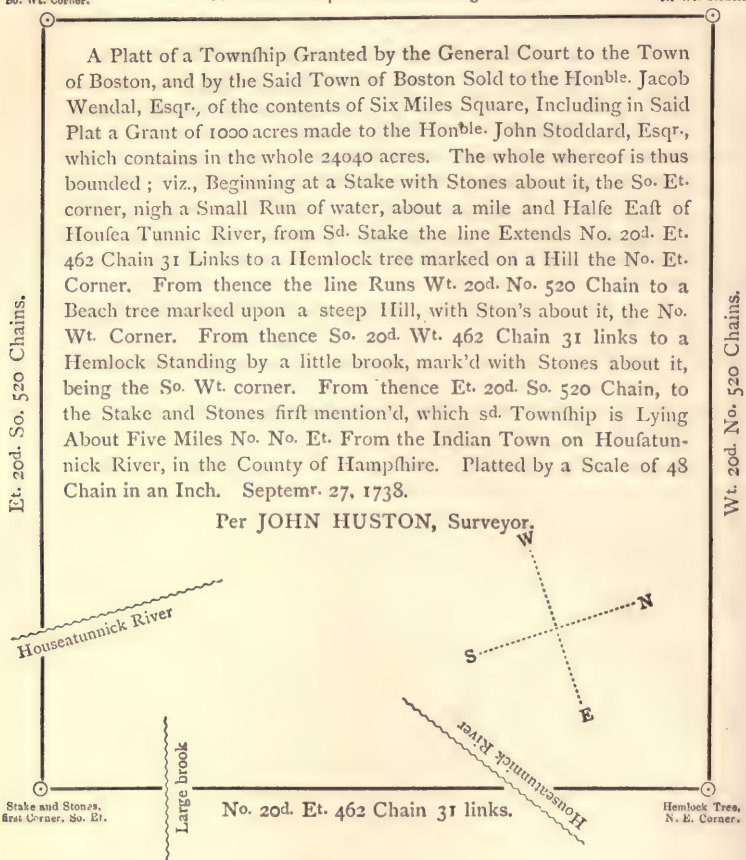 So. Wt. Corner.
A Platt of a Townſhip Granted by the General Court to the Town
of Boston, and by the Said Town of Boston Sold to the Honble. Jacob
Wendal, Esqr., of the contents of Six Miles Square, Including in Said
Plat a Grant of 1000 acres made to the Honble. John Stoddard, Esqr.,
which contains in the whole 24040 acres. The whole whereof is thus
bounded ; viz., Beginning at a Stake with Stones about it, the So. Et.
corner, nigh a Small Run of water, about a mile and Halfe Eaſt of
Houſea Tunnic River, from Sd. Stake the line Extends No. 20d. Et.
462 Chain 31 Links to a Hemlock tree marked on a Hill the No. Et.
Corner. From thence the line Runs Wt. 20d. No. 520 Chain to a
Beach tree marked upon a steep Hill, with Ston's about it, the No.
Wt. Corner. From thence So. 20d. Wt. 462 Chain 31 links to a
Hemlock Standing by a little brook, mark'd with Stones about it,
being the So. Wt. corner. From thence Et. 20d. So. 520 Chain, to
the Stake and Stones firſt mention'd, which sd. Townſhip is Lying
About Five Miles No. No. Et. From the Indian Town on Houſatun-
nick River, in the County of Hampſhire. Platted by a Scale of 48
Chain in an Inch. Septemr. 27, 1738.
Per JOHN HUSTON, Surveyor.
Et. 20d. So. 520 Chains.
Wt. 20d. No. 520 Chains.
W
N
S
E
Houseatunnick River
Houseatunnick River
Large brook
Stake and Stones,
first Corner, So. Et.
No. 20d. Et. 462 Chain 31 links.
Hemlock Tree,
N. E. Corner.